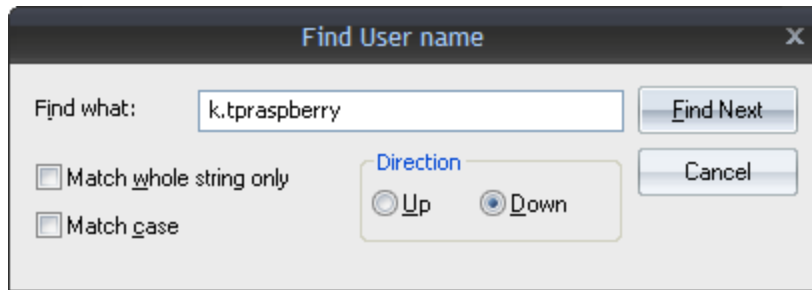 Find User name
x
Find what:
k.tpraspberry
Find Next
Match whole string only
Match case
Direction
Up
Down
Cancel